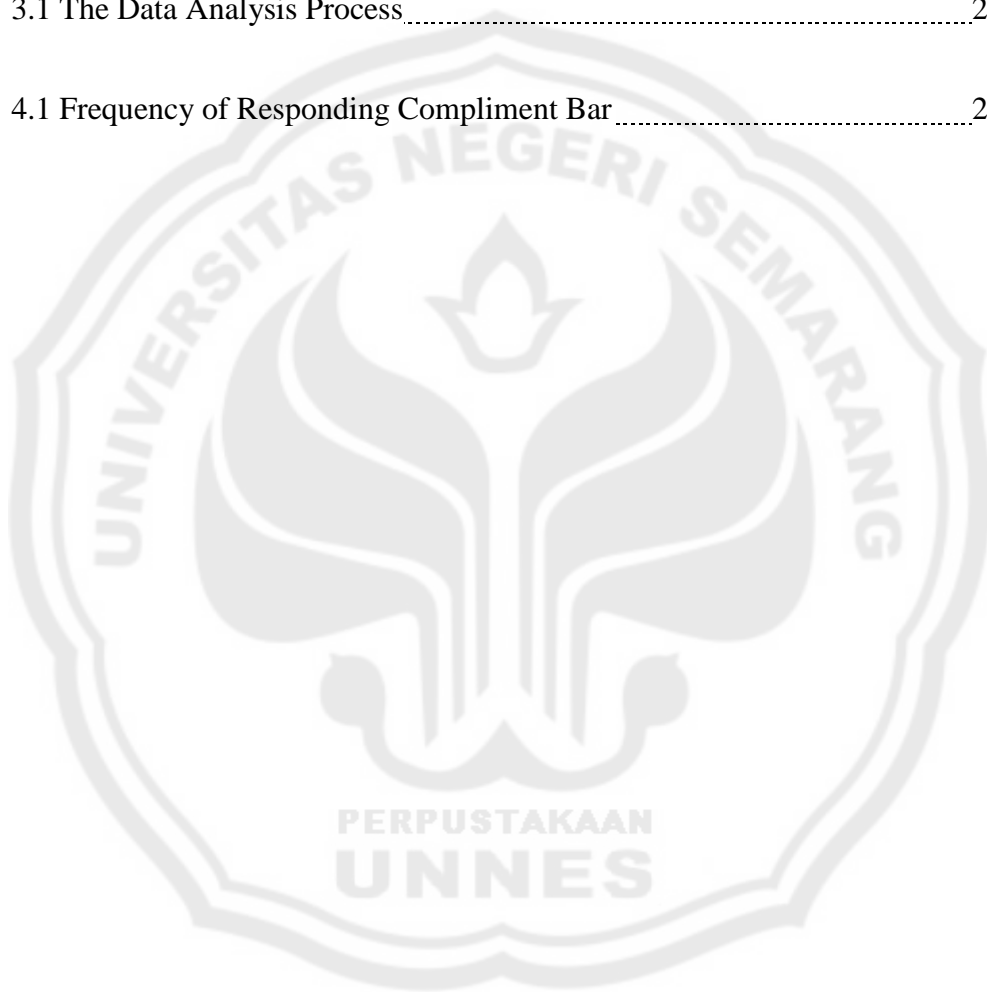 3.1 The Data Analysis Process 2
4.1 Frequency of Responding Compliment Bar 2
UNIVERSITAS NEGERI SEMARANG
PERPUSTAKAAN
UNNES